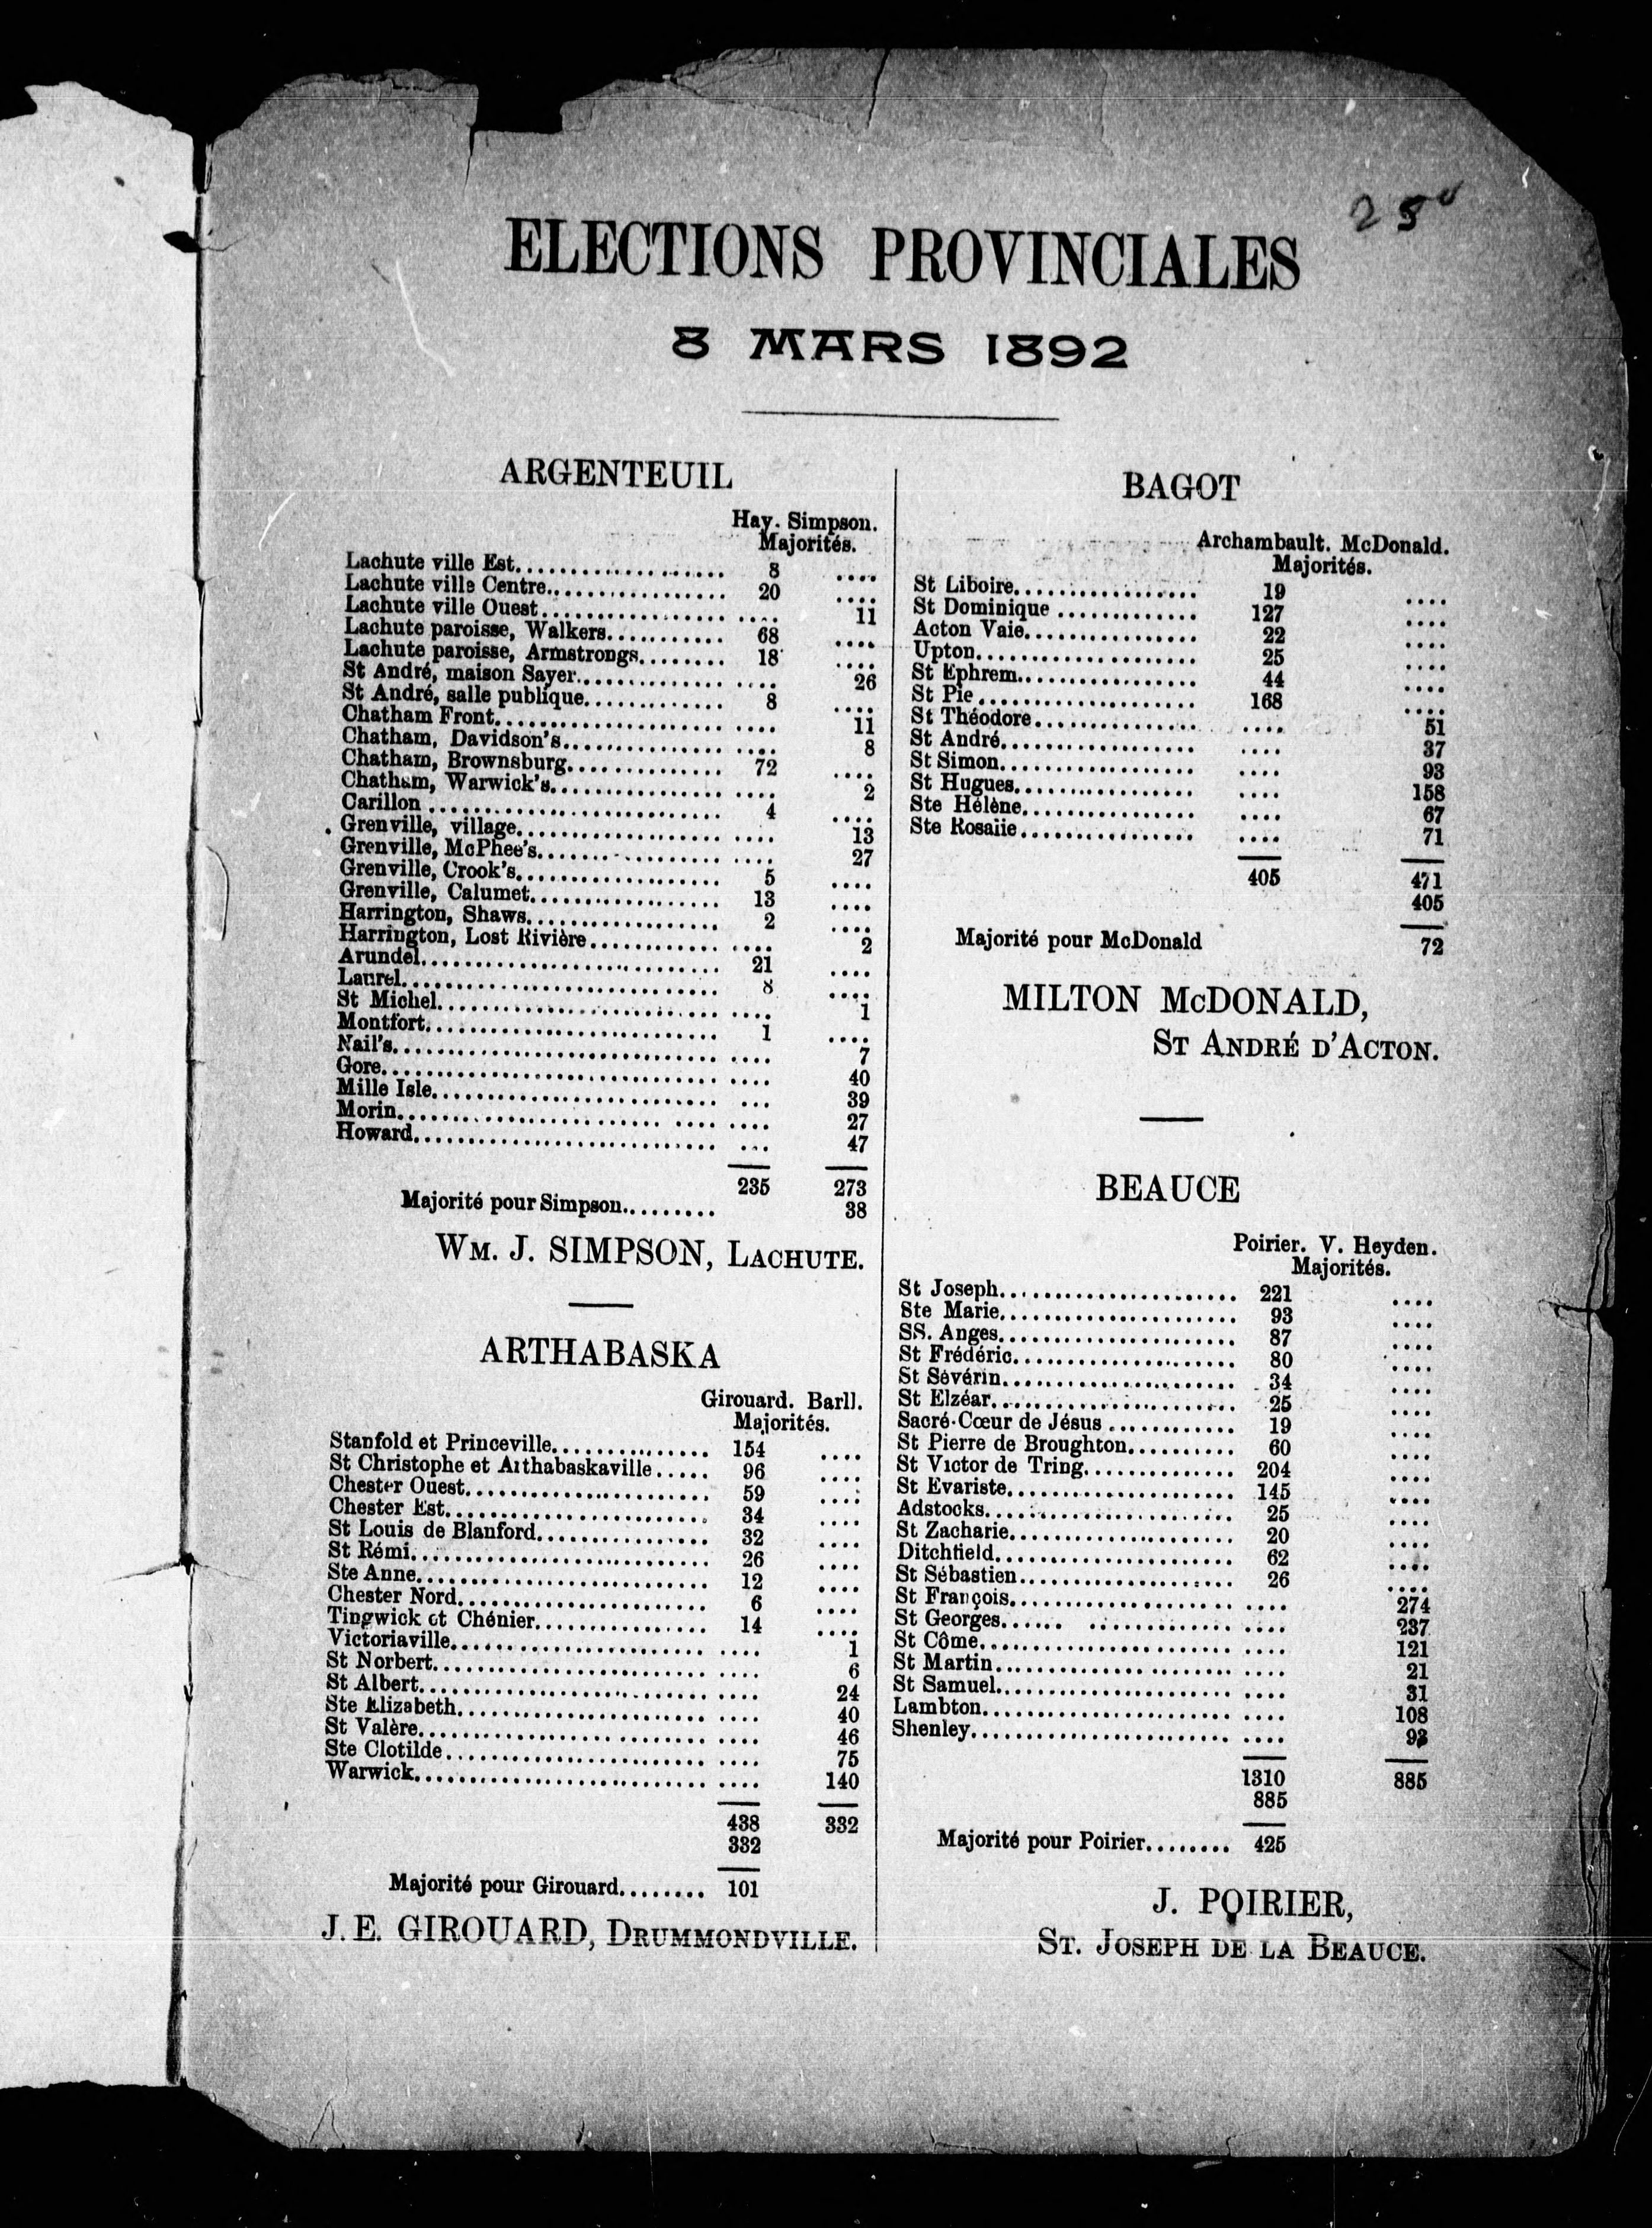 25
ELECTIONS PROVINCIALES
8 MARS 1892
ARGENTEUIL
Hay. Simpson.
Majorités.
Lachute ville Est.................... 8 ....
Lachute ville Centre.................. 20 ....
Lachute ville Ouest................... .... 11
Lachute paroisse, Walkers........... 68 ....
Lachute paroisse, Armstrongs........ 18 ....
St André, maison Sayer............... .... 26
St André, salle publique............. 8 ....
Chatham Front....................... .... 11
Chatham, Davidson's................ .... 8
Chatham, Brownsburg............... 72 ....
Chatham, Warwick's................. .... 2
Carillon ............................. 4 ....
Grenville, village.................... .... 13
Grenville, McPhee's.................. .... 27
Grenville, Crook's.................... 5 ....
Grenville, Calumet................... 13 ....
Harrington, Shaws.................... 2 ....
Harrington, Lost Rivière............. .... 2
Arundel.............................. 21 ....
Laurel................................ 8 ....
St Michel............................. .... 1
Montfort.............................. 1 ....
Nail's................................. .... 7
Gore.................................. .... 40
Mille Isle............................. ... 39
Morin.......................... .... .... 27
Howard.............................. ... 47
235 273
Majorité pour Simpson......... 38
WM. J. SIMPSON, LACHUTE.
ARTHABASKA
Girouard. Barll.
Majorités.
Stanfold et Princeville............... 154 ....
St Christophe et Arthabaskaville..... 96 ....
Chester Ouest........................ 59 ....
Chester Est........................... 34 ....
St Louis de Blanford................. 32 ....
St Rémi.............................. 26 ....
Ste Anne............................. 12 ....
Chester Nord......................... 6 ....
Tingwick et Chénier................. 14 ....
Victoriaville.......................... .... 1
St Norbert............................ .... 6
St Albert............................. .... 24
Ste Elizabeth......................... .... 40
St Valère............................. .... 46
Ste Clotilde.......................... .... 75
Warwick............................. .... 140
438 332
332
Majorité pour Girouard........ 101
J. E. GIROUARD, DRUMMONDVILLE.
BAGOT
Archambault. McDonald.
Majorités.
St Liboire.................. 19 ....
St Dominique .............. 127 ....
Acton Vale................. 22 ....
Upton...................... 25 ....
St Ephrem.................. 44 ....
St Pie...................... 168 ....
St Théodore................ .... 51
St André................... .... 37
St Simon................... .... 93
St Hugues.................. .... 158
Ste Hélène................. .... 67
Ste Rosalie................. .... 71
405 471
405
Majorité pour McDonald 72
MILTON McDONALD,
ST ANDRÉ D'ACTON.
BEAUCE
Poirier. V. Heyden.
Majorités.
St Joseph....................... 221 ....
Ste Marie....................... 93 ....
SS. Anges....................... 87 ....
St Frédéric...................... 80 ....
St Sévérin....................... 34 ....
St Elzéar........................ 25 ....
Sacré-Cœur de Jésus ............ 19 ....
St Pierre de Broughton.......... 60 ....
St Victor de Tring.............. 204 ....
St Evariste...................... 145 ....
Adstocks........................ 25 ....
St Zacharie...................... 20 ....
Ditchfield....................... 62 ....
St Sébastien..................... 26 ....
St François...................... .... 274
St Georges...... ............. .... 237
St Côme......................... .... 121
St Martin........................ .... 21
St Samuel....................... .... 31
Lambton......................... .... 108
Shenley.......................... .... 93
1310 885
885
Majorité pour Poirier........ 425
J. POIRIER,
ST. JOSEPH DE LA BEAUCE.